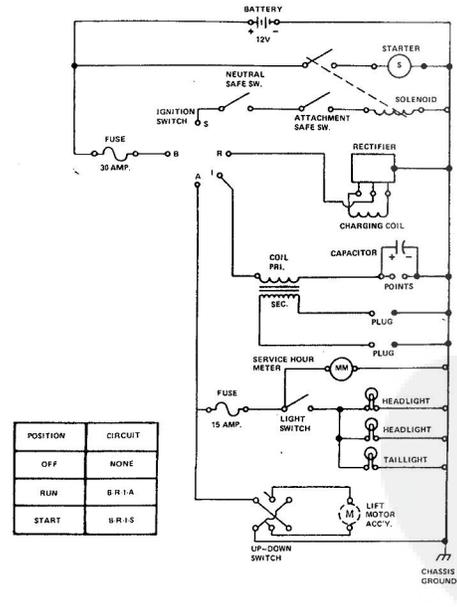 BATTERY
+ −
12V
STARTER
S
NEUTRAL
SAFE SW.
SOLENOID
IGNITION
SWITCH
S
ATTACHMENT
SAFE SW.
FUSE
30 AMP.
B
R
RECTIFIER
A
I
CHARGING COIL
COIL
PRI.
CAPACITOR
+ −
POINTS
SEC.
PLUG
PLUG
SERVICE HOUR
METER
MM
FUSE
15 AMP.
LIGHT
SWITCH
HEADLIGHT
HEADLIGHT
TAILLIGHT
POSITION CIRCUIT
OFF NONE
RUN B-R-I-A
START B-R-I-S
M
LIFT
MOTOR
ACC'Y.
UP-DOWN
SWITCH
CHASSIS
GROUND